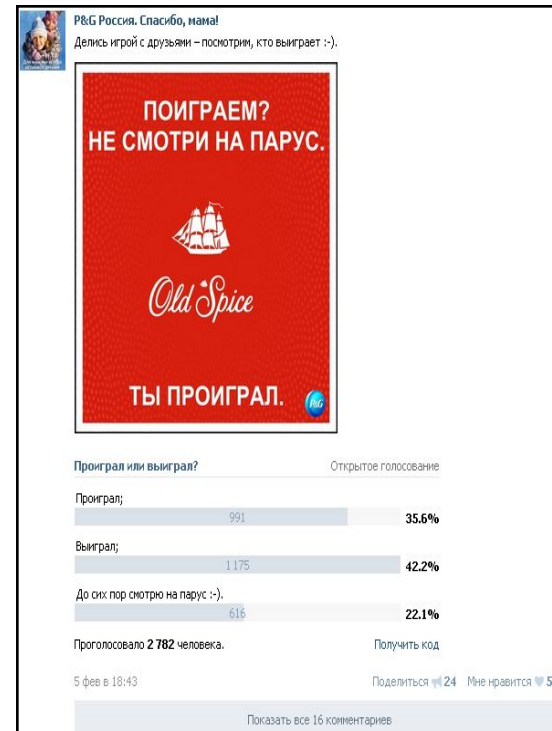 P&G Россия. Спасибо, мама!
Делись игрой с друзьями – посмотрим, кто выиграет :-).
ПОИГРАЕМ?
НЕ СМОТРИ НА ПАРУС.
Old Spice
ТЫ ПРОИГРАЛ.
P&G
Проиграл или выиграл? Открытое голосование
Проиграл;
991 35.6%
Выиграл;
1 175 42.2%
До сих пор смотрю на парус :-).
616 22.1%
Проголосовало 2 782 человека. Получить код
5 фев в 18:43 Поделиться 24 Мне нравится 5
Показать все 16 комментариев